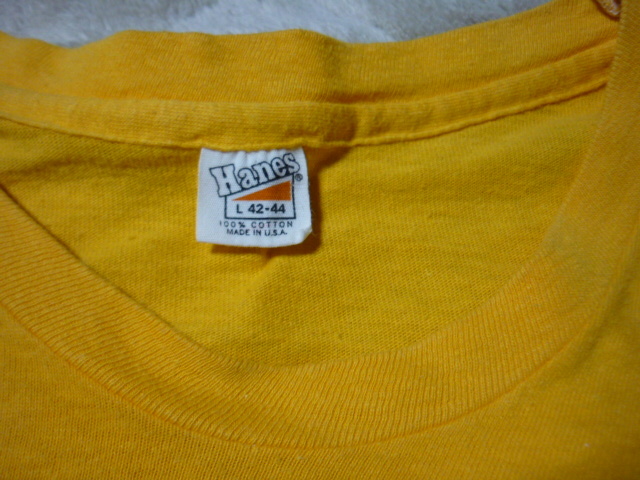 Hanes®
L 42-44
100% COTTON
MADE IN U.S.A.